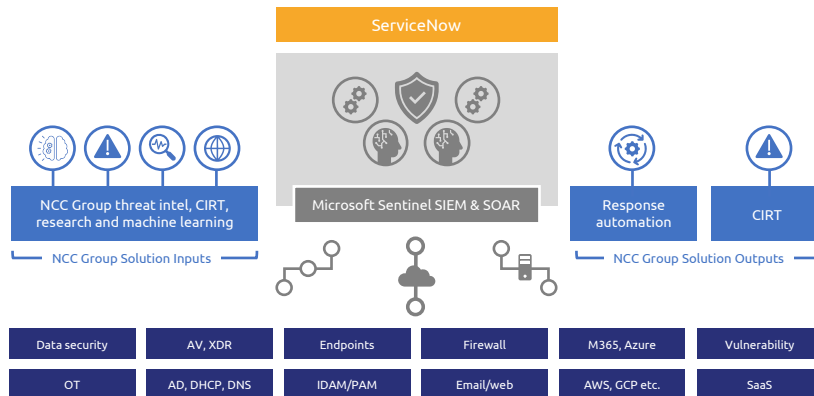 ServiceNow
NCC Group threat intel, CIRT,
research and machine learning
NCC Group Solution Inputs
Microsoft Sentinel SIEM & SOAR
Response
automation
CIRT
NCC Group Solution Outputs
Data security
AV, XDR
Endpoints
Firewall
M365, Azure
Vulnerability
OT
AD, DHCP, DNS
IDAM/PAM
Email/web
AWS, GCP etc.
SaaS